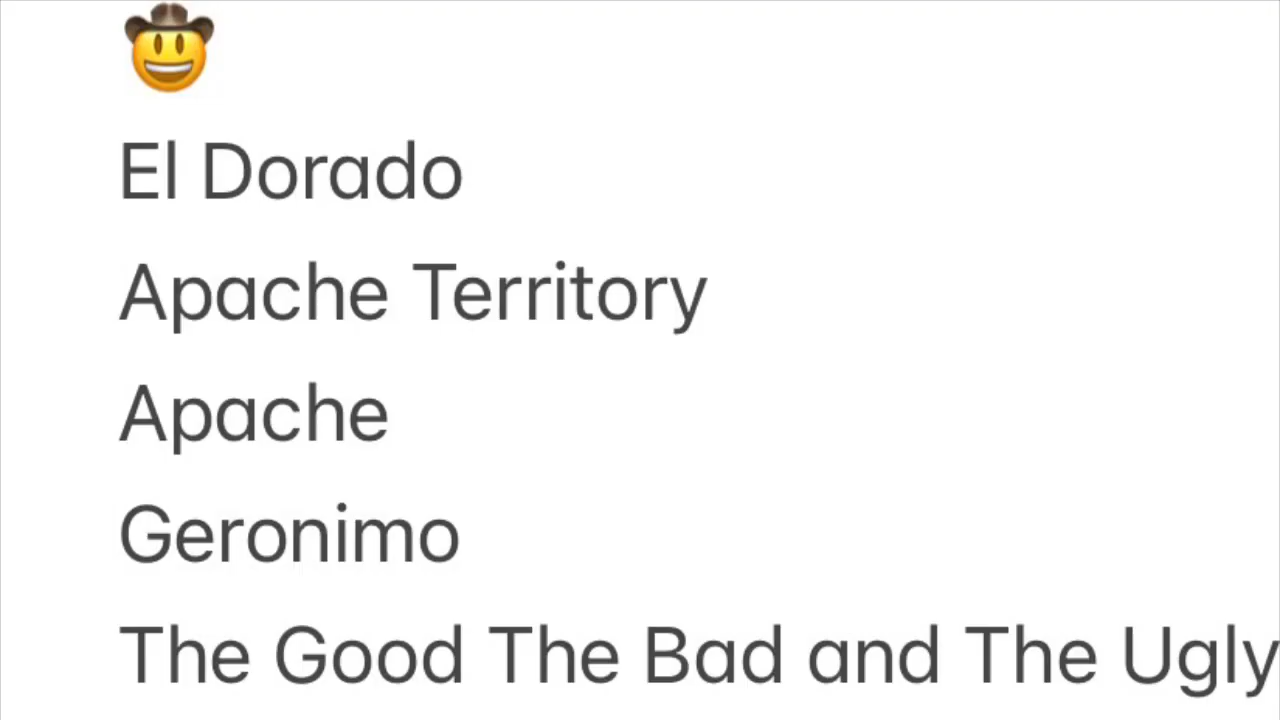 🤠
El Dorado
Apache Territory
Apache
Geronimo
The Good The Bad and The Ugly